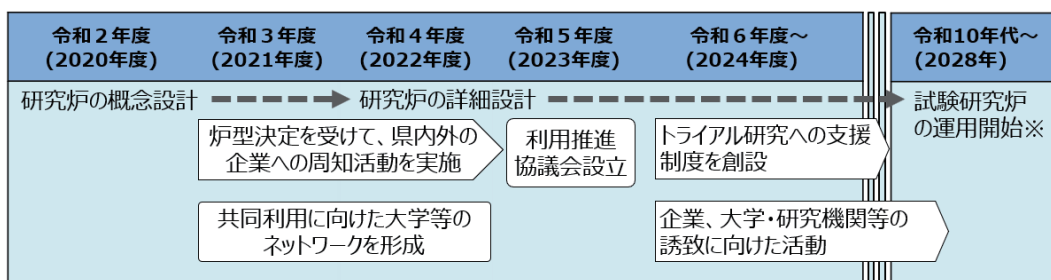 令和2年度
(2020年度)
令和3年度
(2021年度)
令和4年度
(2022年度)
令和5年度
(2023年度)
令和6年度～
(2024年度)
令和10年代～
(2028年)
研究炉の概念設計
研究炉の詳細設計
試験研究炉
の運用開始※
炉型決定を受けて、県内外の
企業への周知活動を実施
利用推進
協議会設立
トライアル研究への支援
制度を創設
共同利用に向けた大学等の
ネットワークを形成
企業、大学・研究機関等の
誘致に向けた活動